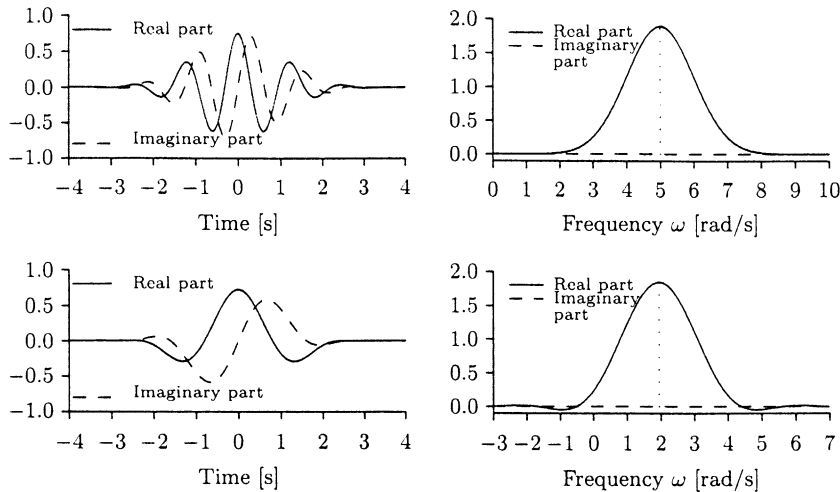 1.0
Real part
0.5
0.0
−0.5
Imaginary part
−1.0
−4 −3 −2 −1 0 1 2 3 4
Time [s]
2.0
Real part
Imaginary
part
1.5
1.0
0.5
0.0
0 1 2 3 4 5 6 7 8 9 10
Frequency ω [rad/s]
1.0
Real part
0.5
0.0
−0.5
Imaginary part
−1.0
−4 −3 −2 −1 0 1 2 3 4
Time [s]
2.0
Real part
Imaginary
part
1.5
1.0
0.5
0.0
−3 −2 −1 0 1 2 3 4 5 6 7
Frequency ω [rad/s]